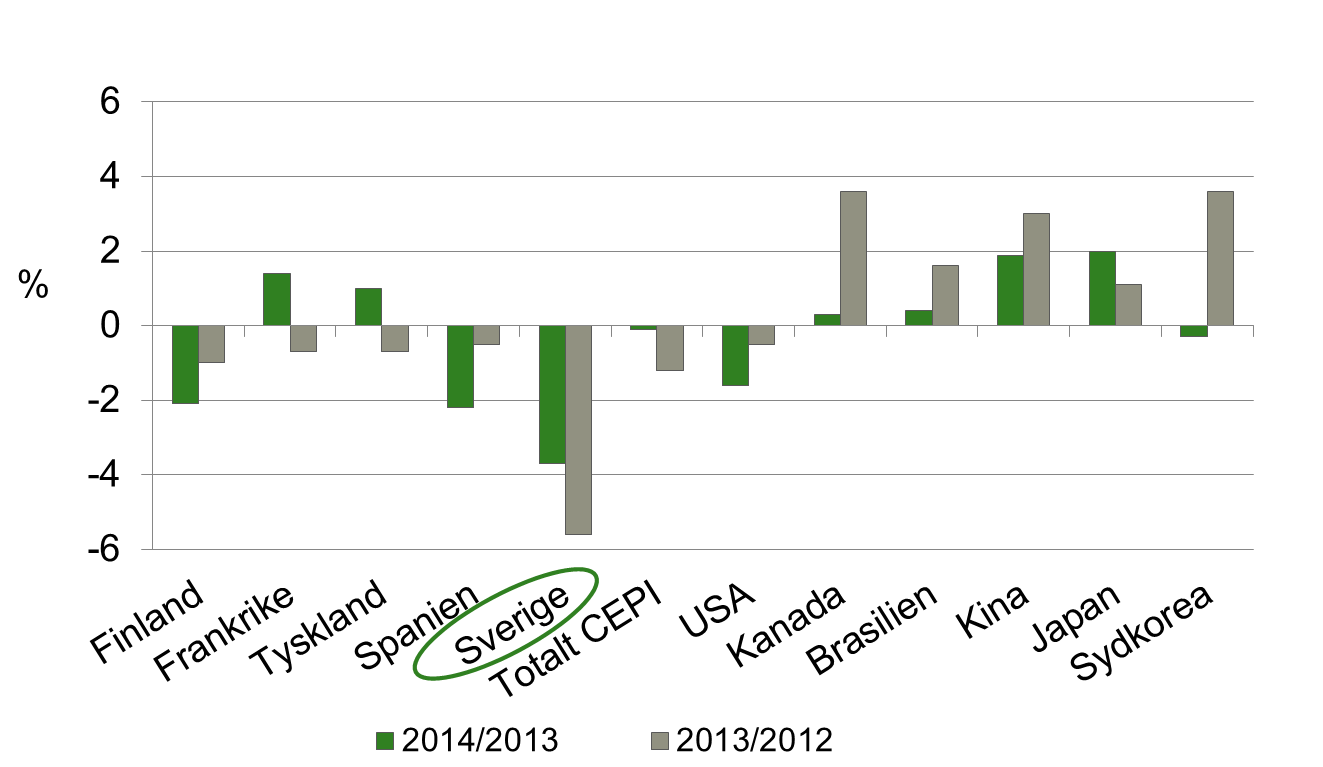 6
4
2
%
0
-2
-4
-6
Finland
Frankrike
Tyskland
Spanien
Sverige
Totalt CEPI
USA
Kanada
Brasilien
Kina
Japan
Sydkorea
2014/2013 2013/2012